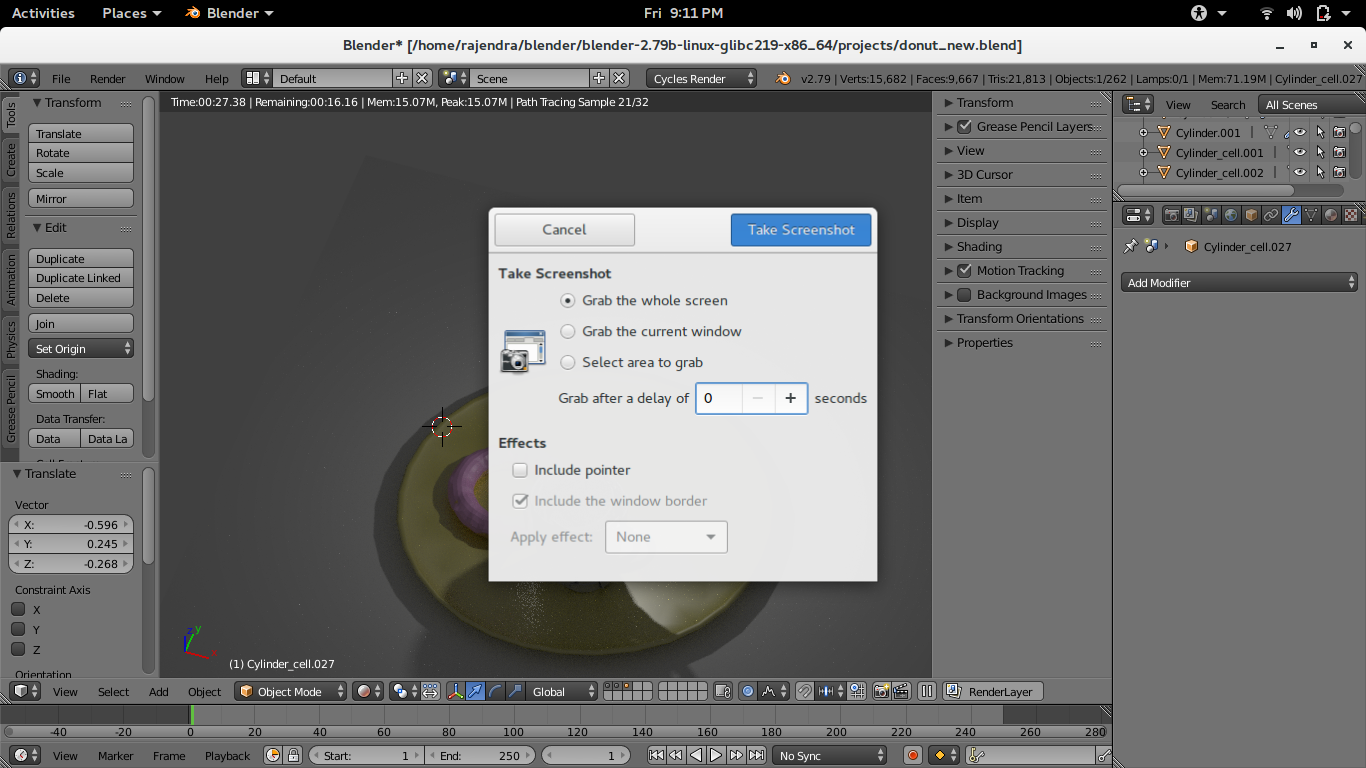 Activities Places Blender Fri 9:11 PM
Blender* [/home/rajendra/blender/blender-2.79b-linux-glibc219-x86_64/projects/donut_new.blend]
File Render Window Help Default Scene Cycles Render v2.79 | Verts:15,682 | Faces:9,667 | Tris:21,813 | Objects:1/262 | Lamps:0/1 | Mem:71.19M | Cylinder_cell.027
Time:00:27.38 | Remaining:00:16.16 | Mem:15.07M, Peak:15.07M | Path Tracing Sample 21/32
Tools
Create
Relations
Animation
Physics
Grease Pencil
Transform
Translate
Rotate
Scale
Mirror
Edit
Duplicate
Duplicate Linked
Delete
Join
Set Origin
Shading:
Smooth Flat
Data Transfer:
Data Data La
Translate
Vector
X: -0.596
Y: 0.245
Z: -0.268
Constraint Axis
X
Y
Z
Orientation
Cancel Take Screenshot
Take Screenshot
Grab the whole screen
Grab the current window
Select area to grab
Grab after a delay of 0 − + seconds
Effects
Include pointer
Include the window border
Apply effect: None
z y x
(1) Cylinder_cell.027
Transform
Grease Pencil Layers
View
3D Cursor
Item
Display
Shading
Motion Tracking
Background Images
Transform Orientations
Properties
View Search All Scenes
Cylinder.001
Cylinder_cell.001
Cylinder_cell.002
Cylinder_cell.027
Add Modifier
View Select Add Object Object Mode Global RenderLayer
-40 -20 0 20 40 60 80 100 120 140 160 180 200 220 240 260 280
View Marker Frame Playback Start: 1 End: 250 1 No Sync